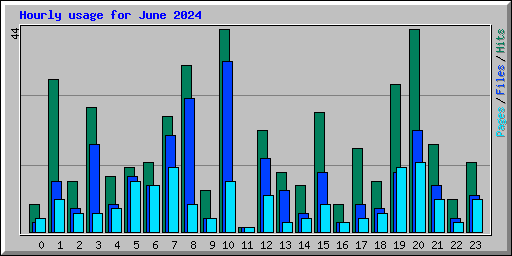 Hourly usage for June 2024
44
Pages/Files/Hits
0 1 2 3 4 5 6 7 8 9 10 11 12 13 14 15 16 17 18 19 20 21 22 23